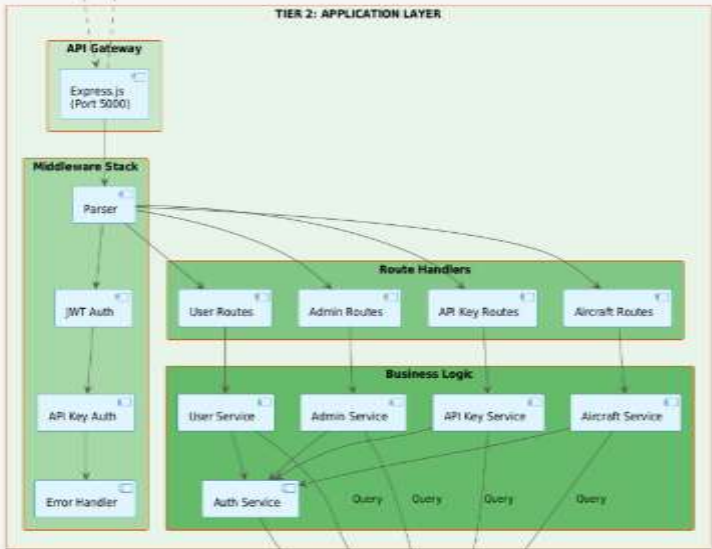 TIER 2: APPLICATION LAYER
API Gateway
Express.js
(Port 5000)
Middleware Stack
Parser
Route Handlers
JWT Auth
User Routes
Admin Routes
API Key Routes
Aircraft Routes
Business Logic
API Key Auth
User Service
Admin Service
API Key Service
Aircraft Service
Error Handler
Auth Service
Query
Query
Query
Query